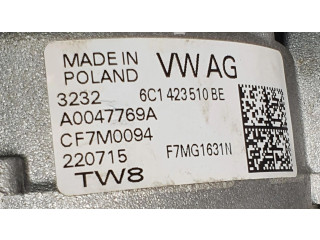 MADE IN
POLAND VW AG
3232 6C1 423 510 BE
A0047769A
CF7M0094
220715 F7MG1631N
TW8